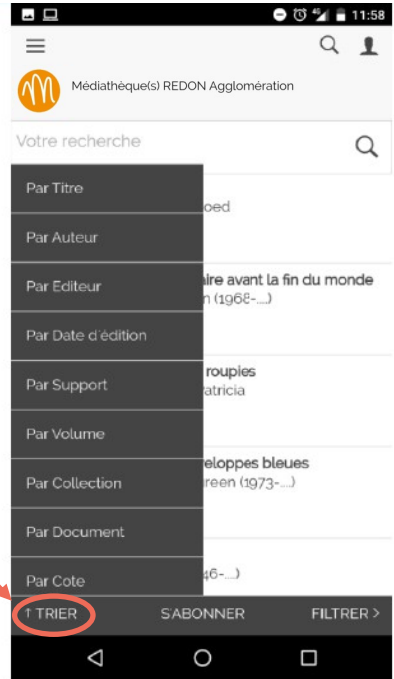 11:58
Médiathèque(s) REDON Agglomération
Votre recherche
Par Titre
oed
Par Auteur
Par Editeur
ire avant la fin du monde
n (1968-....)
Par Date d'édition
roupies
Par Support
atricia
Par Volume
eloppes bleues
Par Collection
reen (1973-....)
Par Document
46-....)
Par Cote
↑ TRIER S'ABONNER FILTRER >